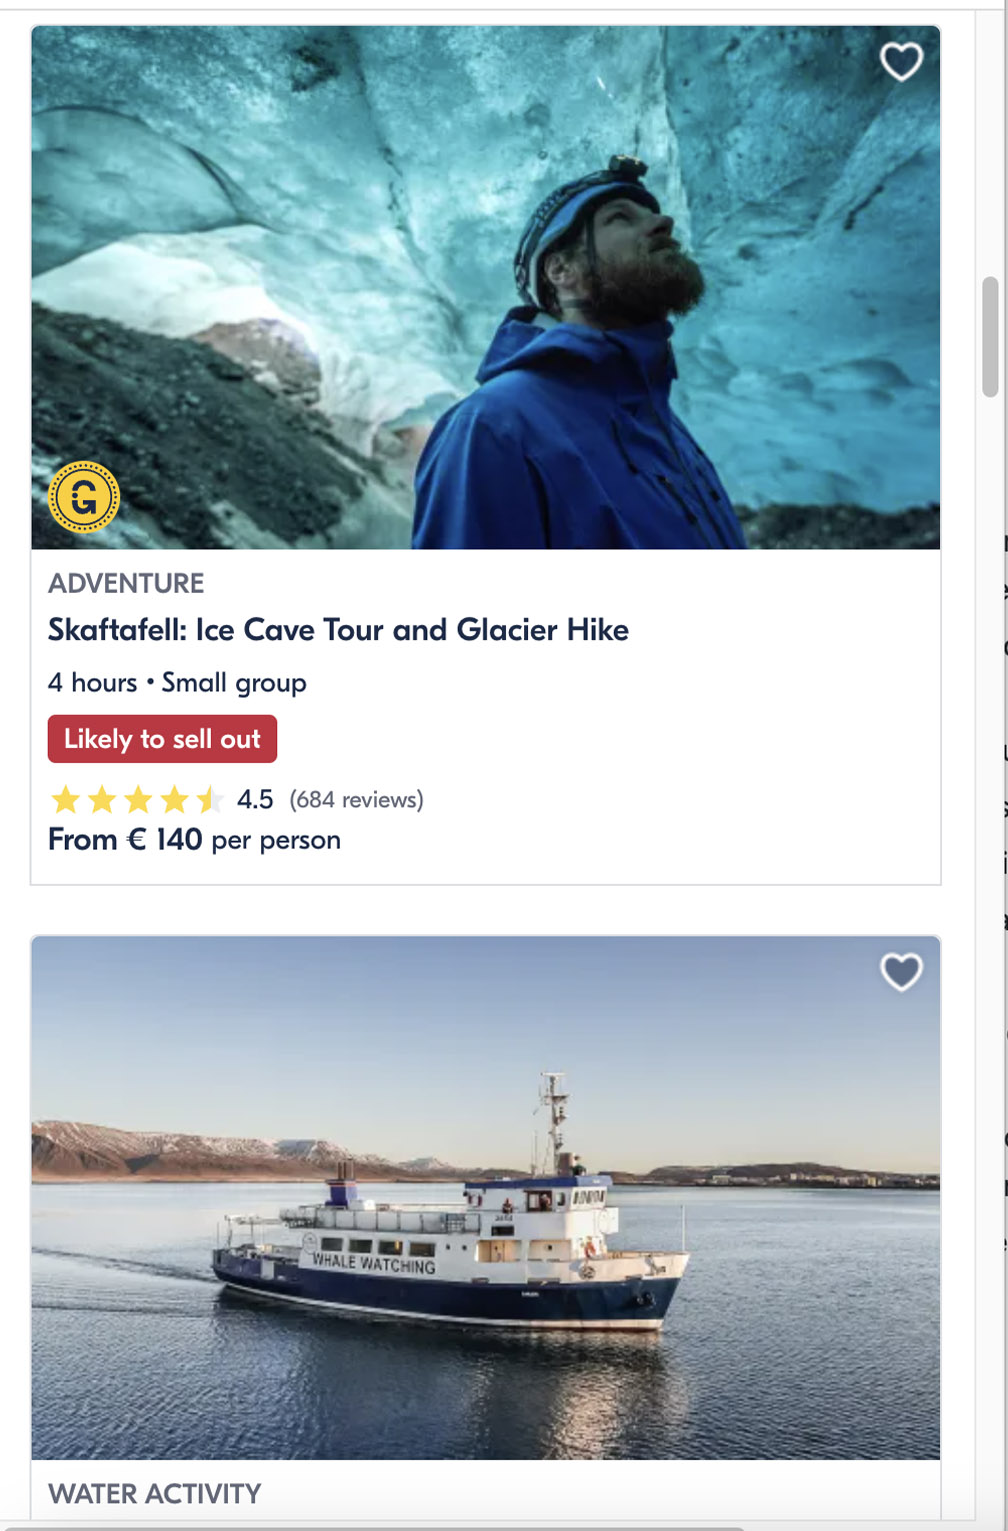 G
ADVENTURE
Skaftafell: Ice Cave Tour and Glacier Hike
4 hours • Small group
Likely to sell out
4.5 (684 reviews)
From € 140 per person
WHALE WATCHING
WATER ACTIVITY